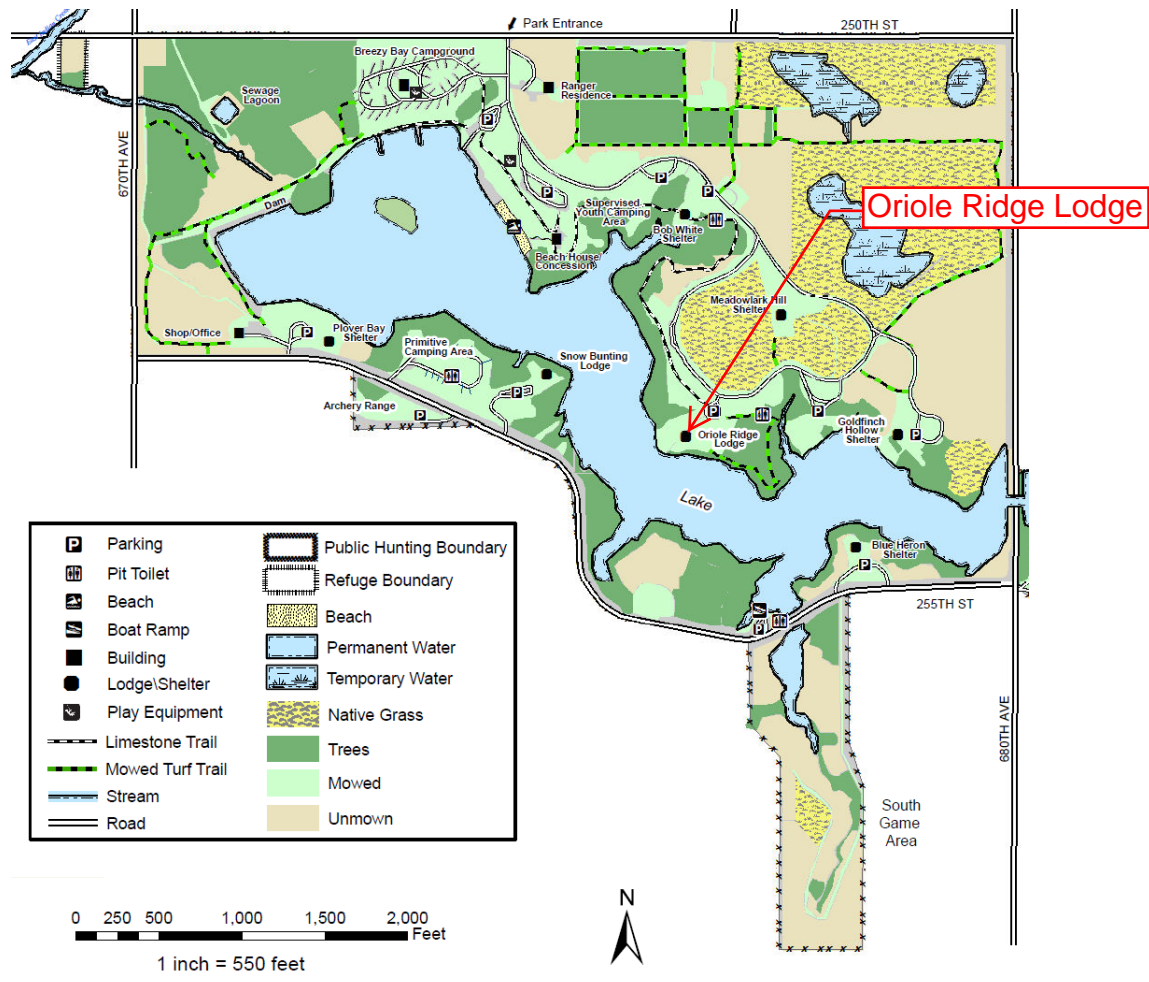 Park Entrance
250TH ST
Breezy Bay Campground
Ranger
Residence
Sewage
Lagoon
670TH AVE
P
Dam
P
P
P
Supervised
Youth Camping
Area
Bob White
Shelter
Beach House/
Concession
Oriole Ridge Lodge
Meadowlark Hill
Shelter
Shop/Office
P
Plover Bay
Shelter
Primitive
Camping Area
Snow Bunting
Lodge
P
Archery Range
P
P
P
Oriole Ridge
Lodge
Goldfinch
Hollow
Shelter
P
Lake
Blue Heron
Shelter
P
255TH ST
P
680TH AVE
South
Game
Area
P Parking
Pit Toilet
Beach
Boat Ramp
Building
Lodge\Shelter
Play Equipment
Limestone Trail
Mowed Turf Trail
Stream
Road
Public Hunting Boundary
Refuge Boundary
Beach
Permanent Water
Temporary Water
Native Grass
Trees
Mowed
Unmown
0 250 500 1,000 1,500 2,000
Feet
1 inch = 550 feet
N